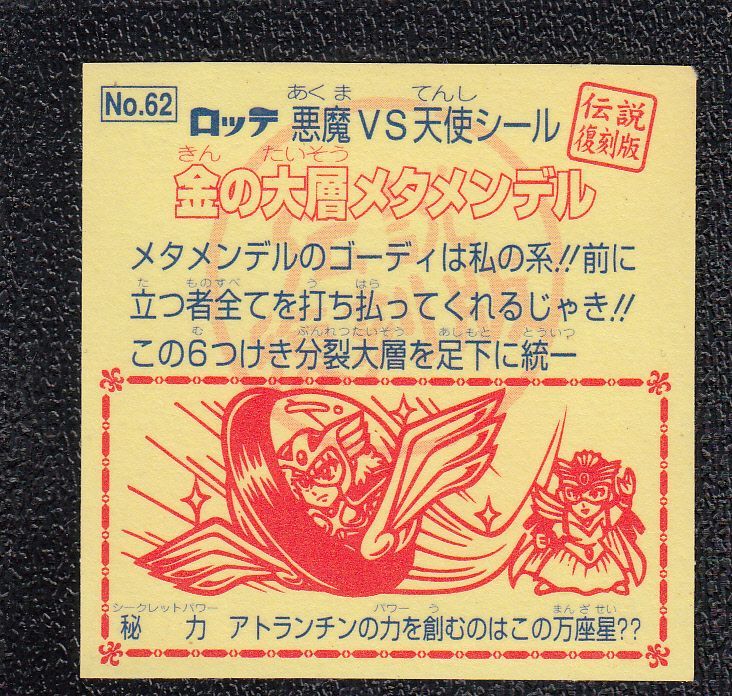 No.62
あくま てんし
ロッテ 悪魔VS天使シール
伝説
復刻版
きん たいそう
金の大層メタメンデル
メタメンデルのゴーディは私の系!!前に
た ものすべ う はら
立つ者全てを打ち払ってくれるじゃき!!
む ぶんれつたいそう あしもと とういつ
この6つけき分裂大層を足下に統一
シークレットパワー パワー う まんざせい
秘力 アトランチンの力を創むのはこの万座星??